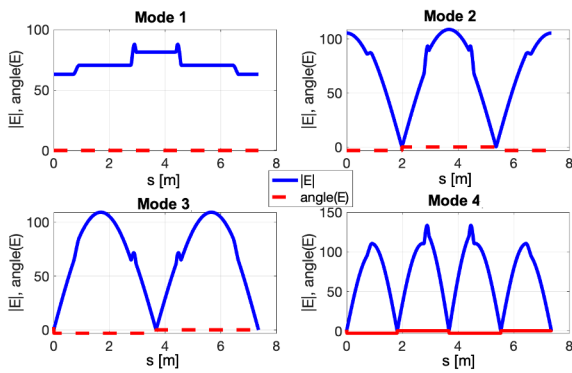 Mode 1
|E|, angle(E)
100
50
0
0 2 4 6 8
s [m]
Mode 2
|E|, angle(E)
100
50
0
0 2 4 6 8
s [m]
|E|
angle(E)
Mode 3
|E|, angle(E)
100
50
0
0 2 4 6 8
s [m]
Mode 4
|E|, angle(E)
150
100
50
0
0 2 4 6 8
s [m]